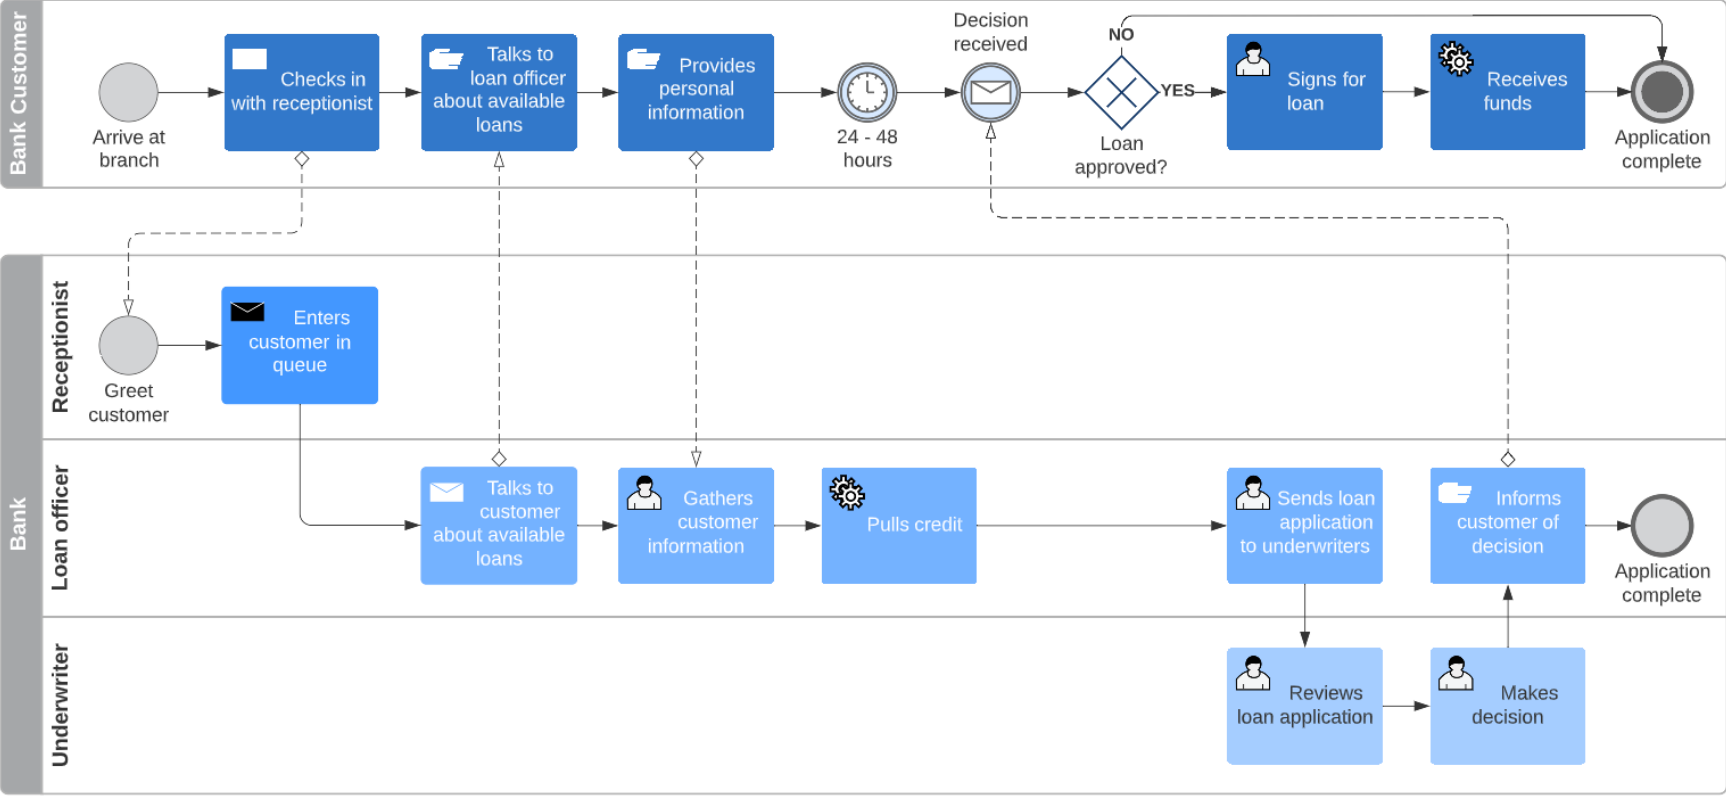 Bank Customer
Arrive at
branch
Checks in
with receptionist
Talks to
loan officer
about available
loans
Provides
personal
information
24 - 48
hours
Decision
received
NO
YES
Loan
approved?
Signs for
loan
Receives
funds
Application
complete
Bank
Receptionist
Greet
customer
Enters
customer in
queue
Loan officer
Talks to
customer
about available
loans
Gathers
customer
information
Pulls credit
Sends loan
application
to underwriters
Informs
customer of
decision
Application
complete
Underwriter
Reviews
loan application
Makes
decision